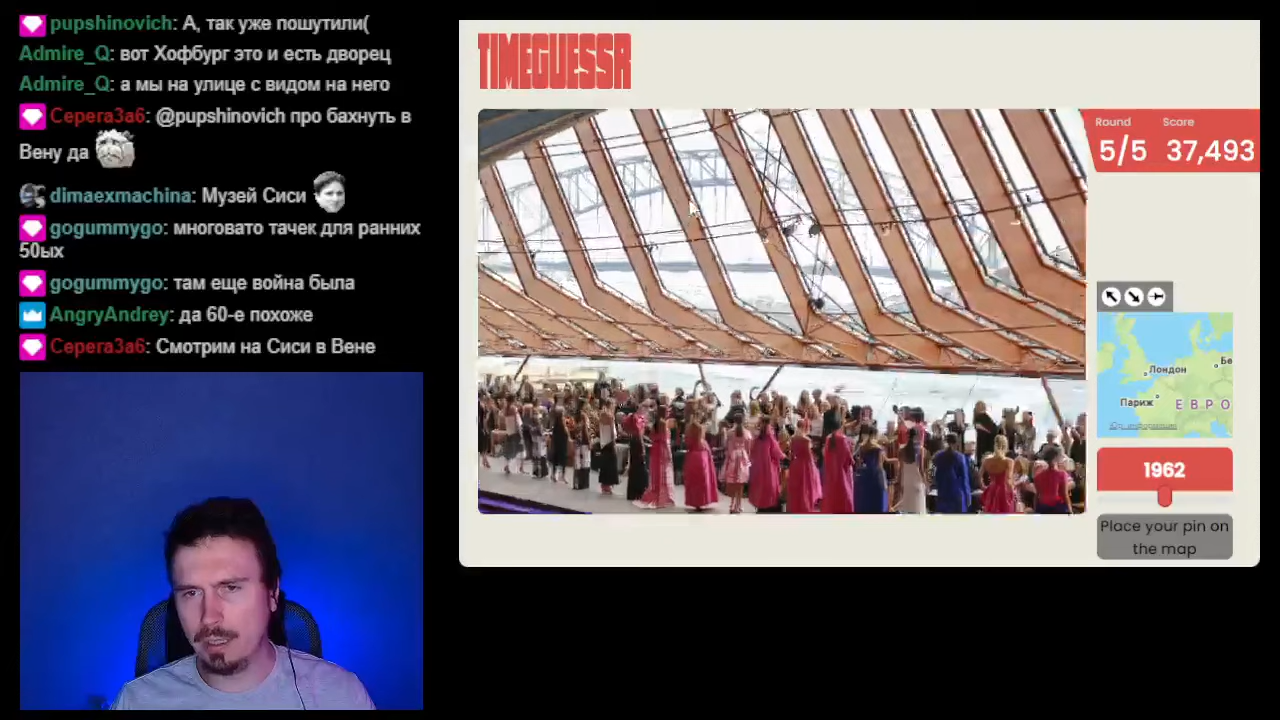 pupshinovich: А, так уже пошутили(
Admire_Q: вот Хофбург это и есть дворец
Admire_Q: а мы на улице с видом на него
Серега3а6: @pupshinovich про бахнуть в
Вену да
dimaexmachina: Музей Сиси
gogummygo: многовато тачек для ранних
50ых
gogummygo: там еще война была
AngryAndrey: да 60-е похоже
Серега3а6: Смотрим на Сиси в Вене
TIMEGUESSR
Round Score
5/5 37,493
Бе
Лондон
Париж
ЕВРО
Юр. информация
1962
Place your pin on
the map